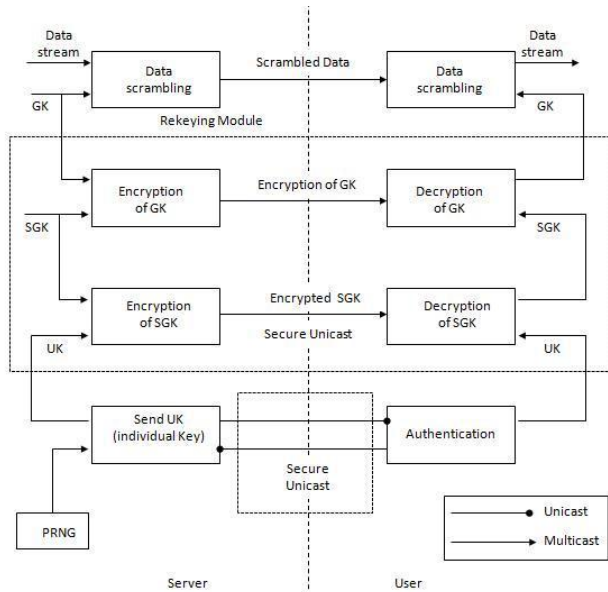 Data
stream
Data
scrambling
Scrambled Data
Data
scrambling
Data
stream
GK
GK
Rekeying Module
Encryption
of GK
Encryption of GK
Decryption
of GK
SGK
SGK
Encryption
of SGK
Encrypted SGK
Decryption
of SGK
Secure Unicast
UK
UK
Send UK
(individual Key)
Authentication
Secure
Unicast
PRNG
Unicast
Multicast
Server
User